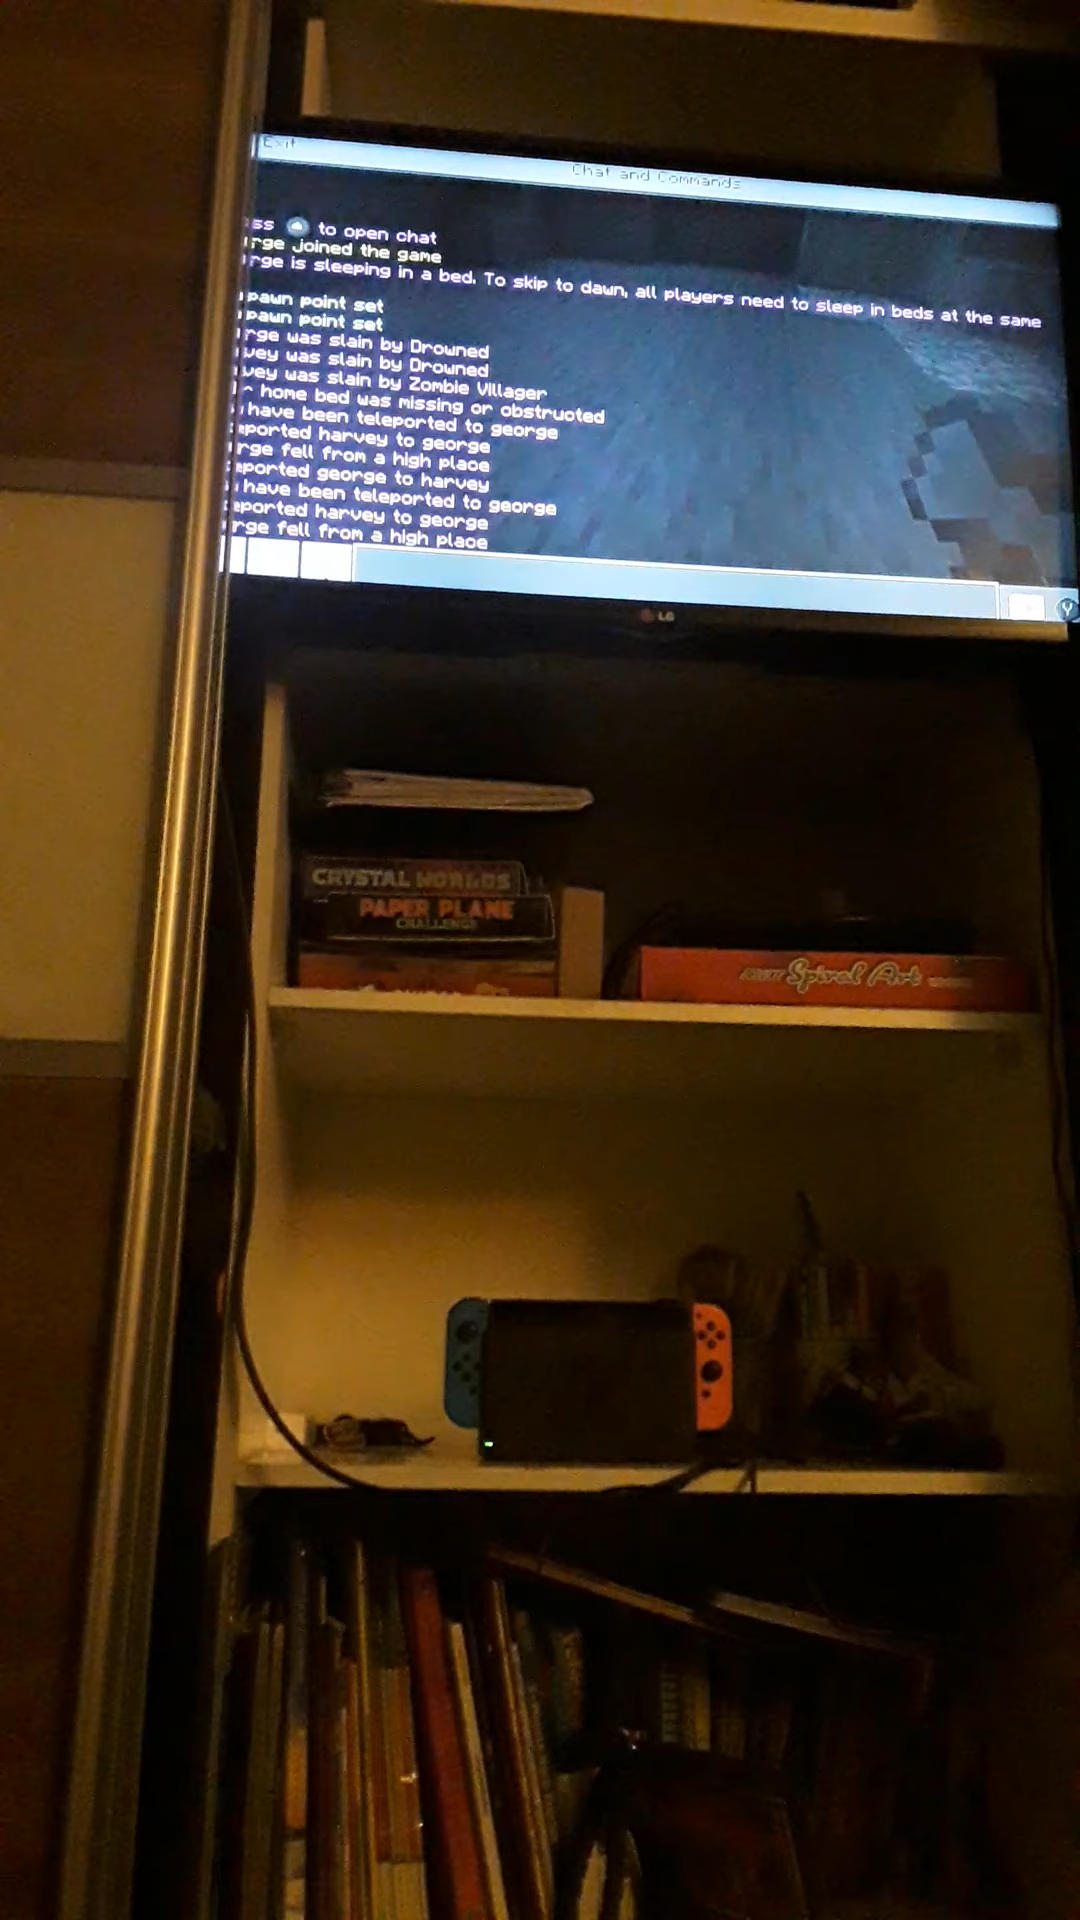 Exit
Chat and Commands
ss to open chat
rge joined the game
rge is sleeping in a bed. To skip to dawn, all players need to sleep in beds at the same
pawn point set
pawn point set
rge was slain by Drowned
vey was slain by Drowned
vey was slain by Zombie Villager
r home bed was missing or obstructed
have been teleported to george
eported harvey to george
rge fell from a high place
eported george to harvey
have been teleported to george
eported harvey to george
rge fell from a high place
Y
LG
CRYSTAL WORLDS
PAPER PLANE
CHALLENGE
Spiral Art